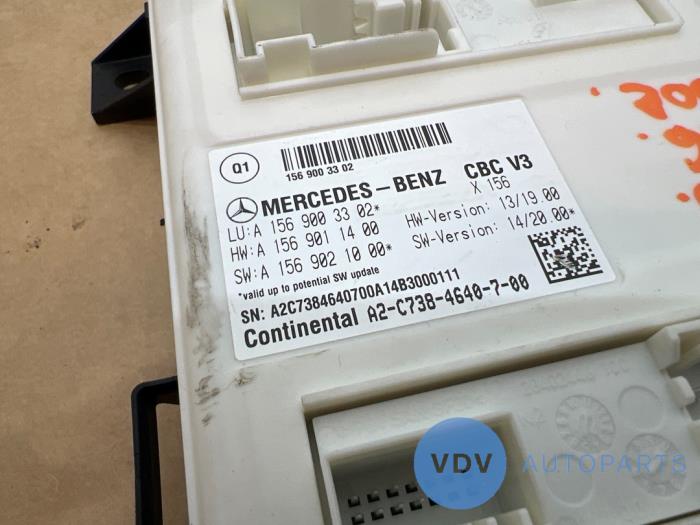 Q1
156 900 33 02
MERCEDES-BENZ CBC V3
X 156
LU:A 156 900 33 02* HW-Version: 13/19.00
HW:A 156 901 14 00 SW-Version: 14/20.00*
SW:A 156 902 10 00*
*valid up to potential SW update
SN: A2C7384640700A14B3000111
Continental A2-C738-4640-7-00
VDV AUTOPARTS